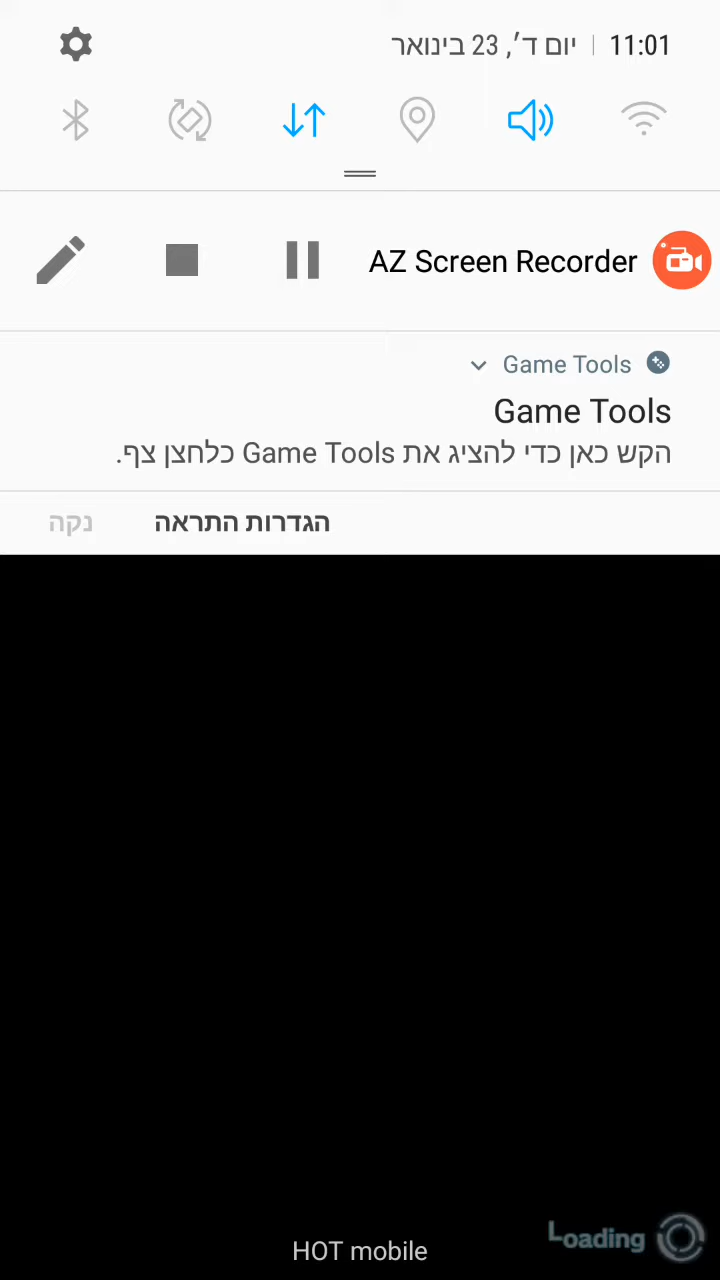 11:01 | יום ד׳, 23 בינואר
AZ Screen Recorder
Game Tools
Game Tools
הקש כאן כדי להציג את Game Tools כלחצן צף.
הגדרות התראה
נקה
Loading
HOT mobile